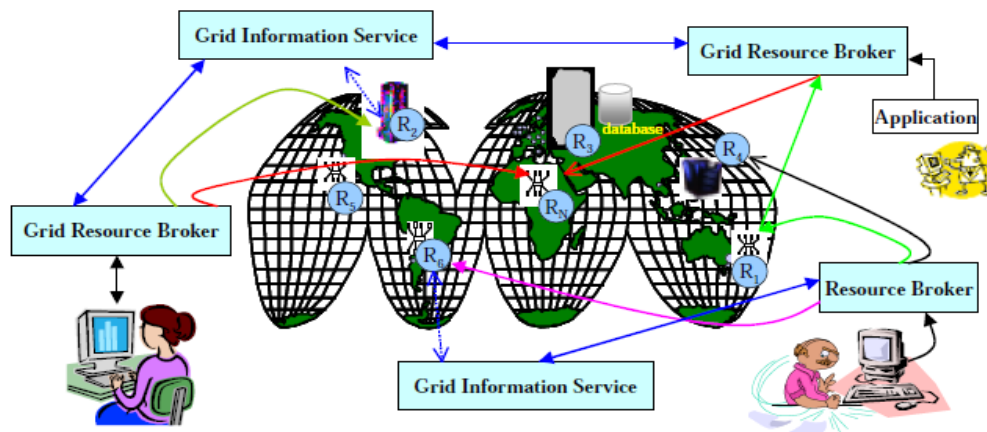 Grid Information Service
Grid Resource Broker
Application
R2
R3
database
R4
R5
RN
Grid Resource Broker
R6
R1
Resource Broker
Grid Information Service